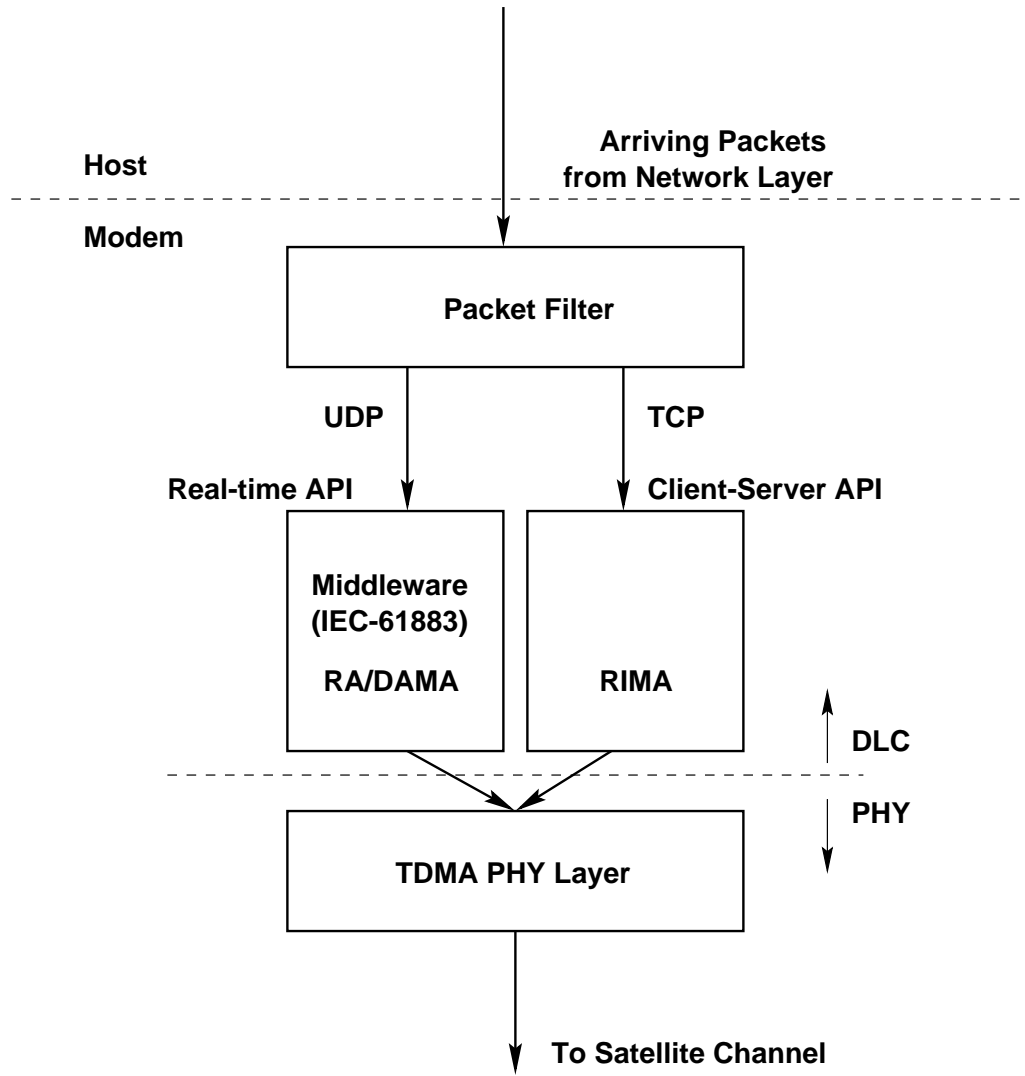 Arriving Packets
from Network Layer
Host
Modem
Packet Filter
UDP
TCP
Real-time API
Client-Server API
Middleware
(IEC-61883)
RA/DAMA
RIMA
DLC
PHY
TDMA PHY Layer
To Satellite Channel